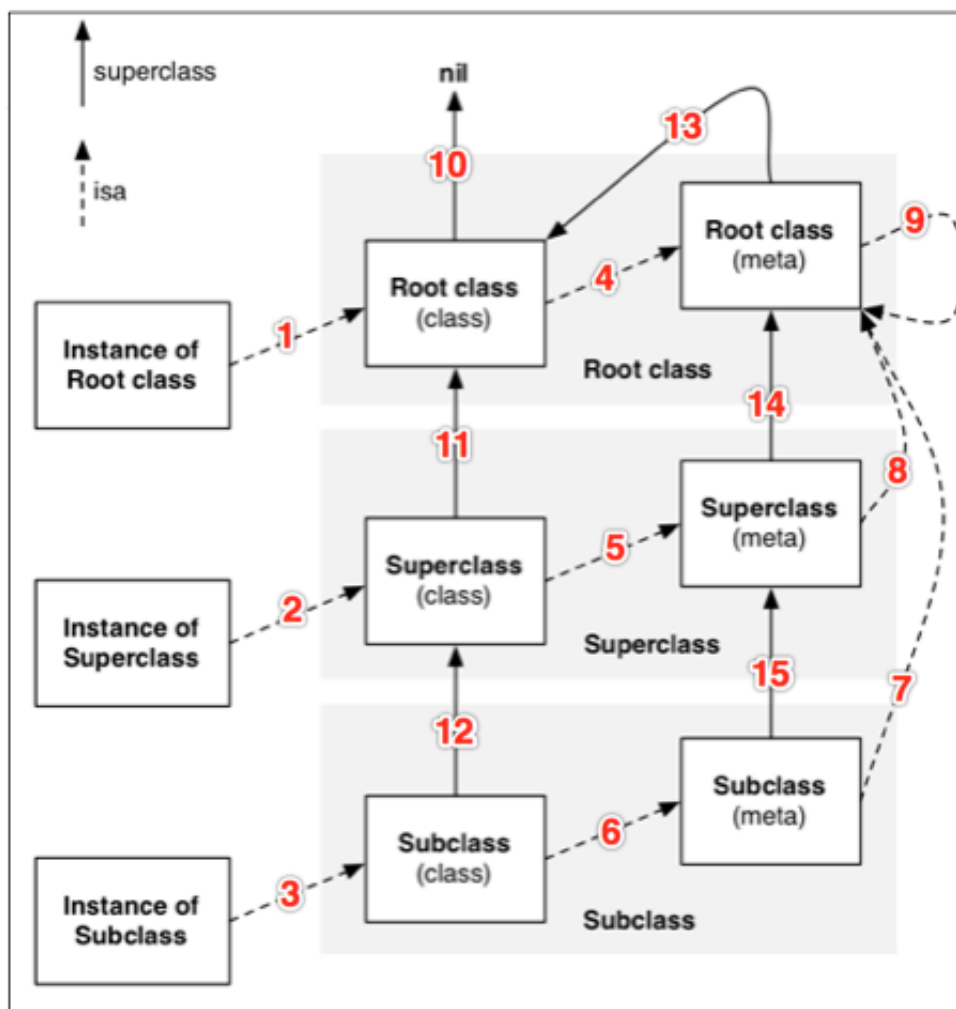 superclass
isa
nil
10
13
Root class
(class)
4
Root class
(meta)
9
Instance of
Root class
1
Root class
11
14
Superclass
(class)
5
Superclass
(meta)
8
Instance of
Superclass
2
Superclass
12
15
7
Subclass
(class)
6
Subclass
(meta)
Instance of
Subclass
3
Subclass